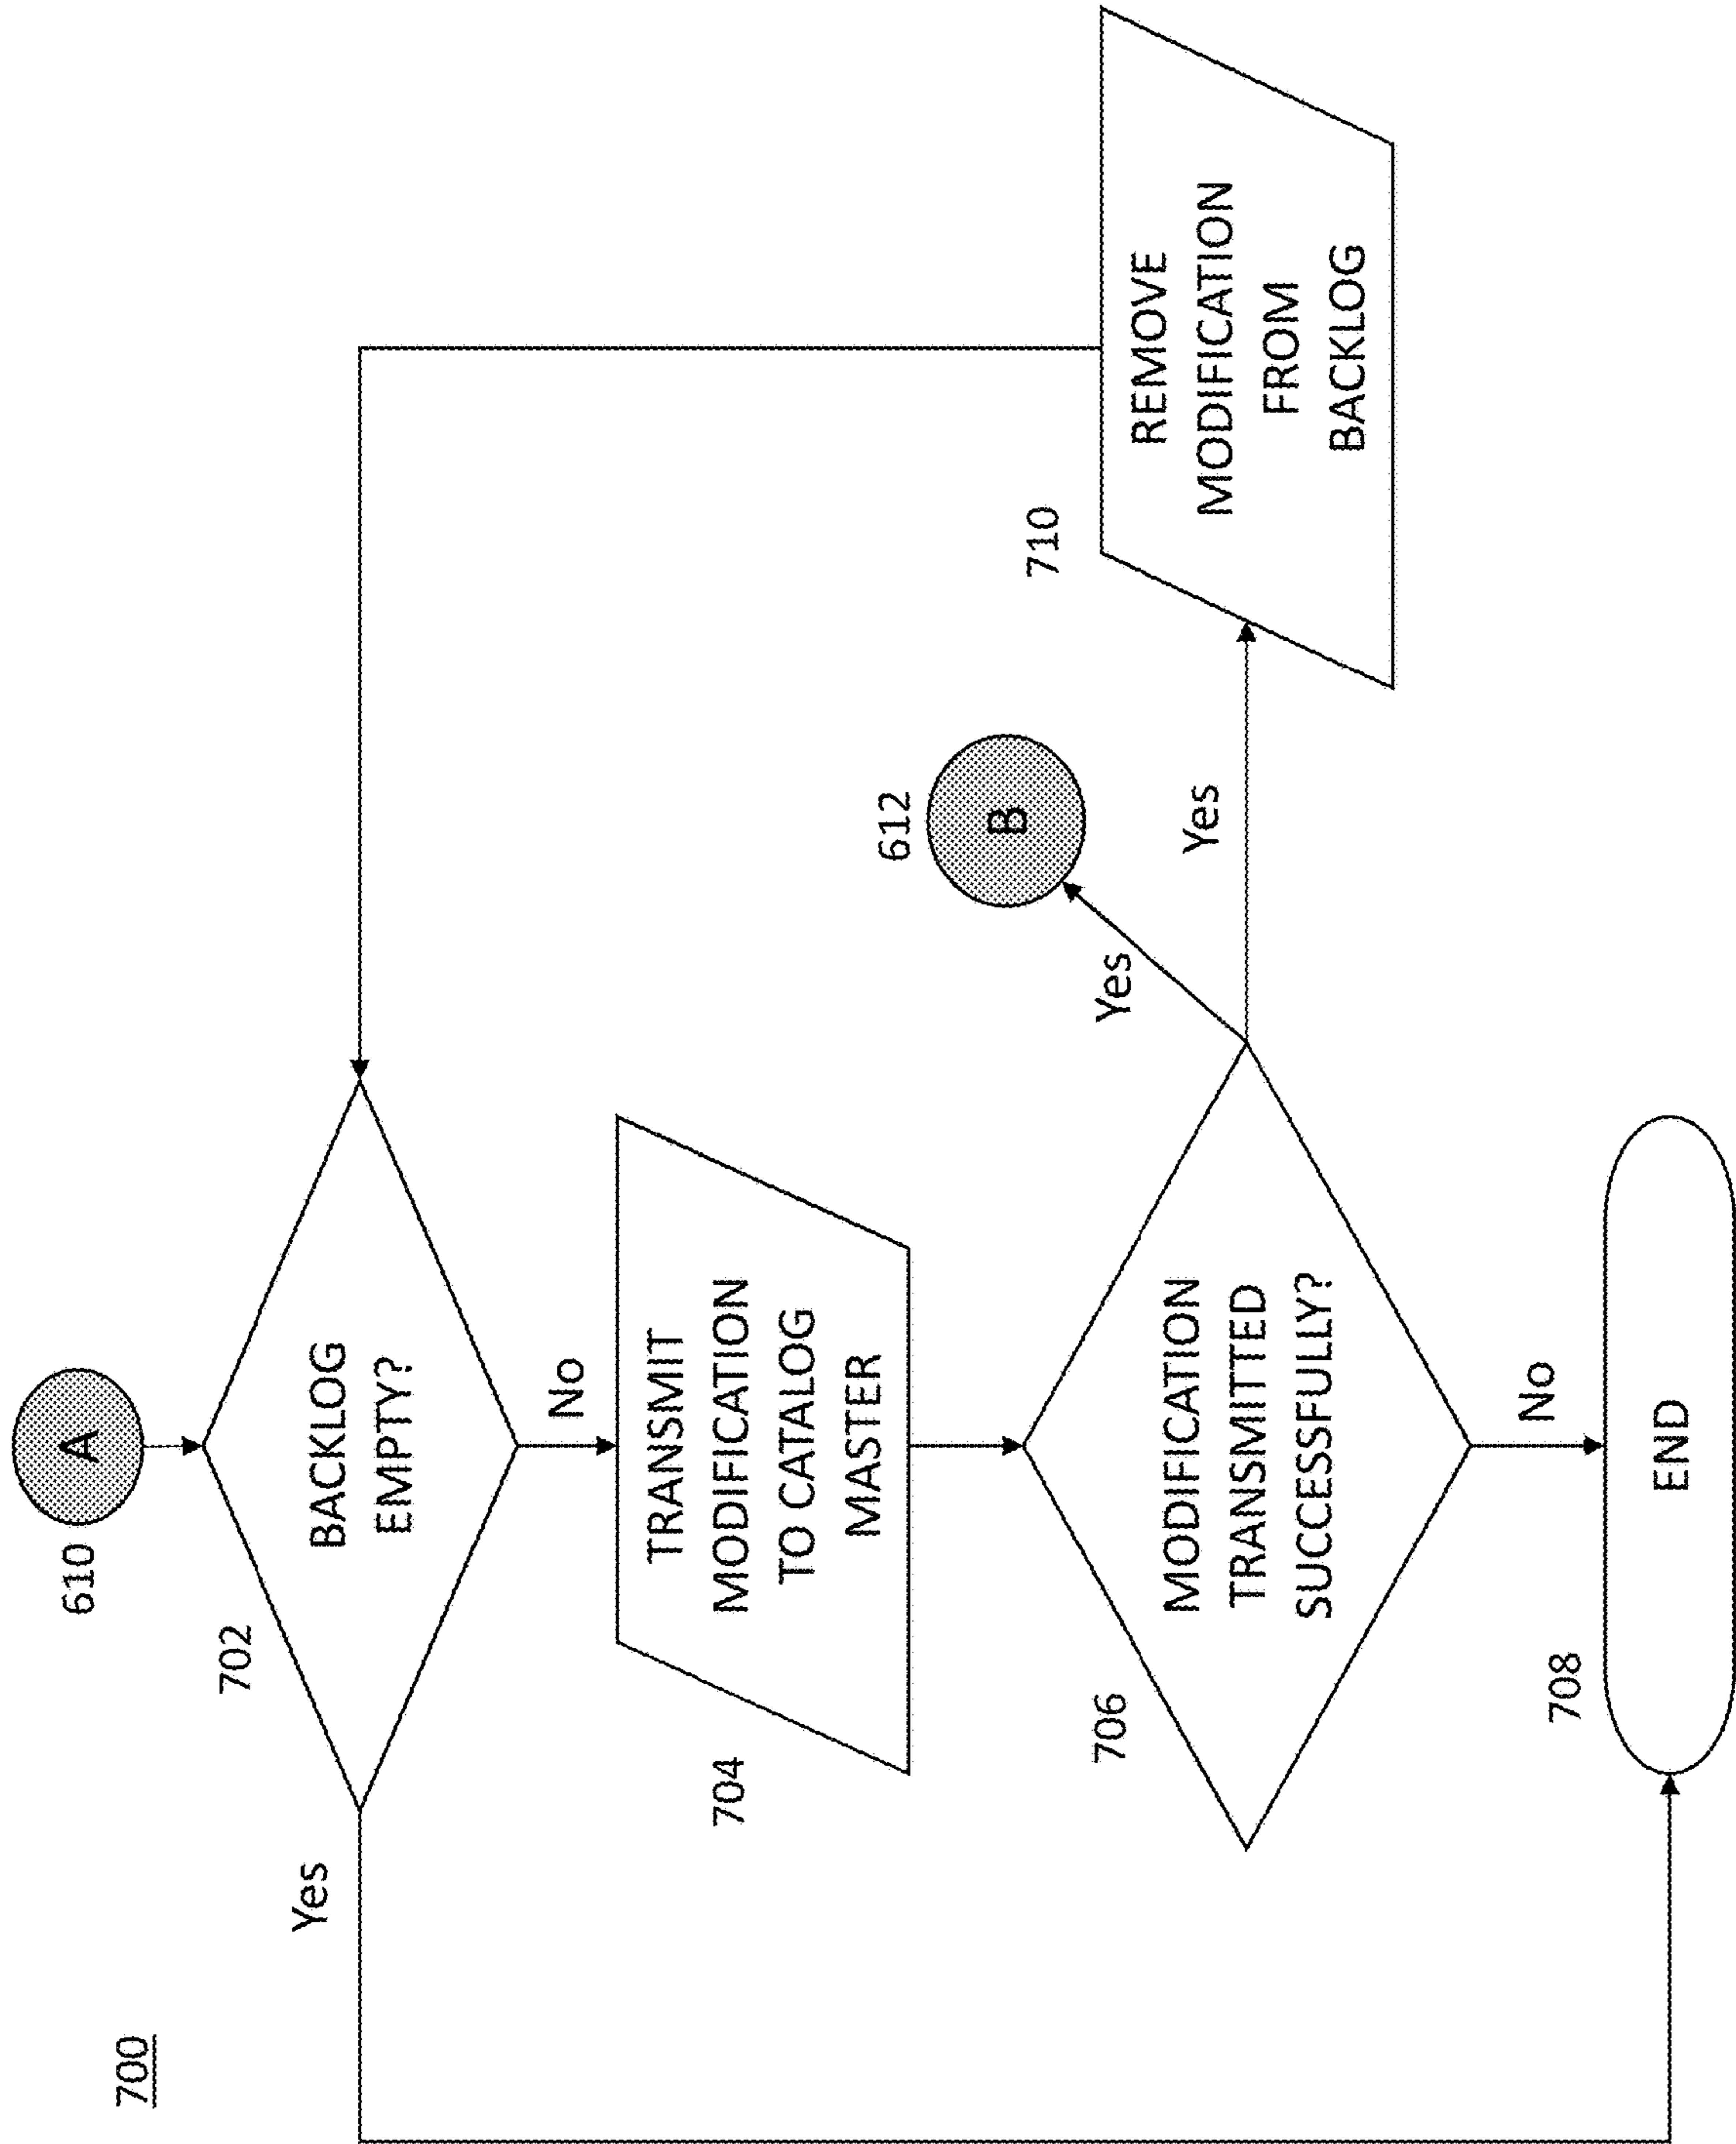 700
610
A
702
BACKLOG
EMPTY?
Yes
No
704
TRANSMIT
MODIFICATION
TO CATALOG
MASTER
706
MODIFICATION
TRANSMITTED
SUCCESSFULLY?
Yes
612
B
Yes
710
REMOVE
MODIFICATION
FROM
BACKLOG
No
708
END